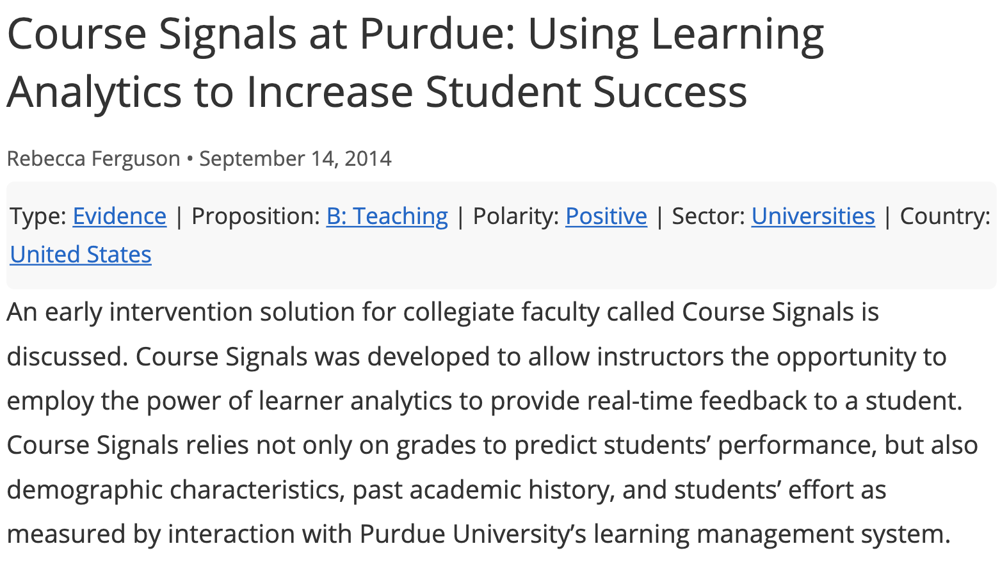 Course Signals at Purdue: Using Learning
Analytics to Increase Student Success
Rebecca Ferguson • September 14, 2014
Type: Evidence | Proposition: B: Teaching | Polarity: Positive | Sector: Universities | Country:
United States
An early intervention solution for collegiate faculty called Course Signals is
discussed. Course Signals was developed to allow instructors the opportunity to
employ the power of learner analytics to provide real-time feedback to a student.
Course Signals relies not only on grades to predict students’ performance, but also
demographic characteristics, past academic history, and students’ effort as
measured by interaction with Purdue University’s learning management system.